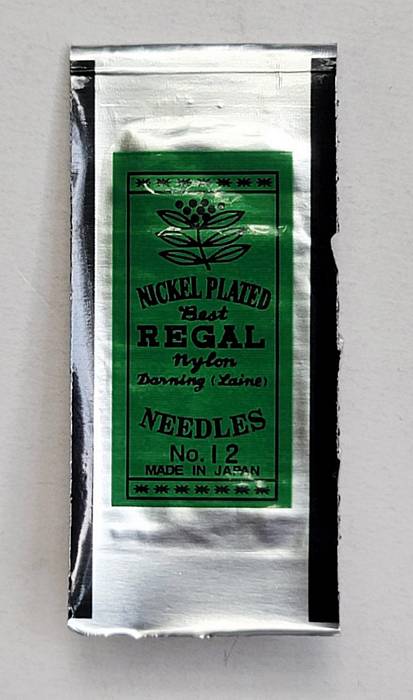 NICKEL PLATED
Best
REGAL
Nylon
Darning (Laine)
NEEDLES
No. 12
MADE IN JAPAN